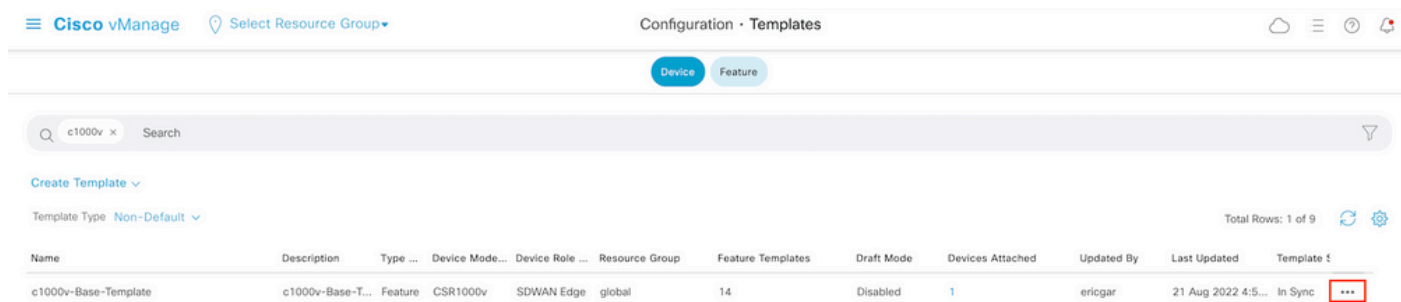 Cisco vManage Select Resource Group Configuration · Templates
Device Feature
c1000v × Search
Create Template
Template Type Non-Default Total Rows: 1 of 9
Name Description Type ... Device Mode... Device Role ... Resource Group Feature Templates Draft Mode Devices Attached Updated By Last Updated Template S
c1000v-Base-Template c1000v-Base-T... Feature CSR1000v SDWAN Edge global 14 Disabled 1 ericgar 21 Aug 2022 4:5... In Sync ...